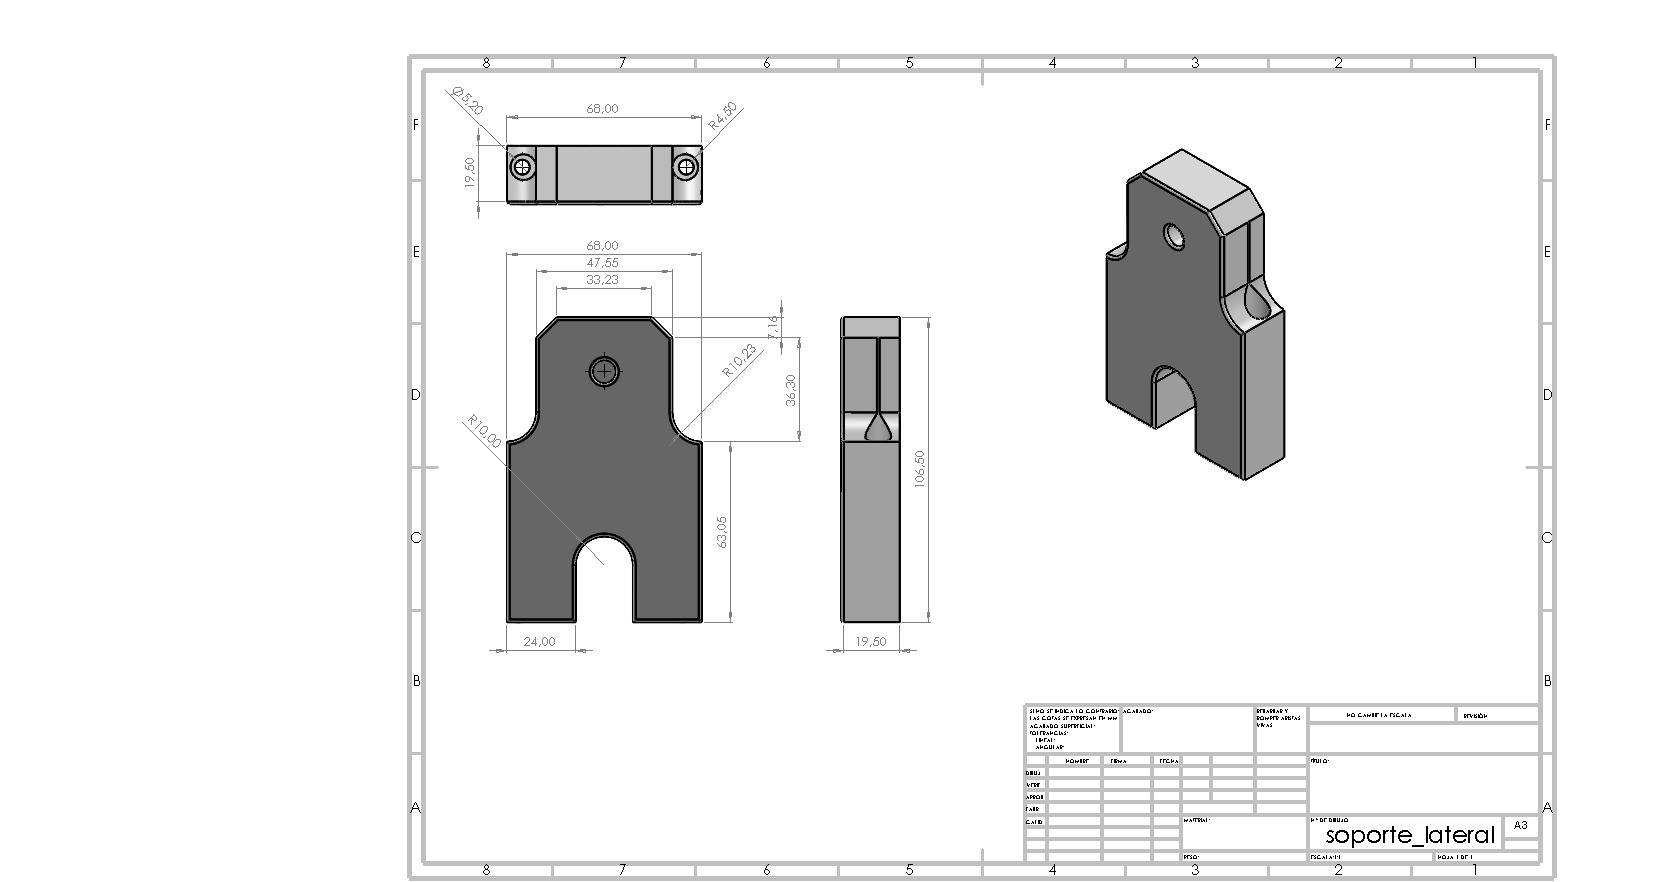 8 7 6 5 4 3 2 1
F F
E E
D D
C C
B B
A A
Ø5,20
68,00
R4,50
19,50
68,00
47,55
33,23
7,16
R10,23
36,30
R10,00
63,05
24,00
106,50
19,50
SI NO SE INDICA LO CONTRARIO:
LAS COTAS SE EXPRESAN EN MM
ACABADO SUPERFICIAL:
TOLERANCIAS:
LINEAL:
ANGULAR:
ACABADO:
REBARBAR Y
ROMPER ARISTAS
VIVAS
NO CAMBIE LA ESCALA
REVISIÓN
NOMBRE FIRMA FECHA
TÍTULO:
DIBUJ.
VERIF.
APROB.
FABR.
CALID.
MATERIAL:
N.º DE DIBUJO
soporte_lateral
A3
PESO:
HOJA 1 DE 1
8 7 6 5 4 3 2 1